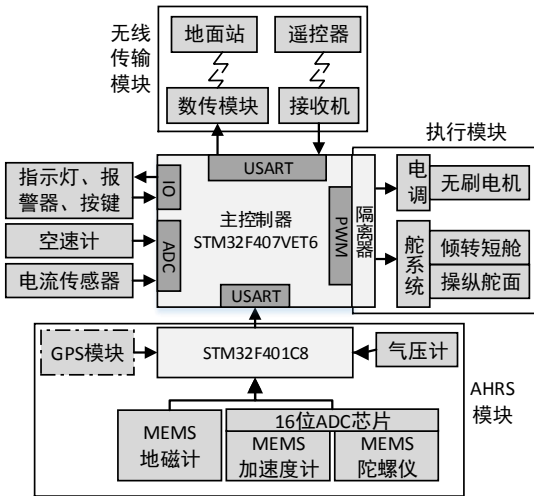 无线
传输
模块
地面站
遥控器
数传模块
接收机
执行模块
指示灯、报
警器、按键
IO
USART
主控制器
STM32F407VET6
PWM
隔离器
电调
无刷电机
空速计
ADC
电流传感器
舵系统
倾转短舱
操纵舵面
USART
GPS模块
STM32F401C8
气压计
AHRS
模块
MEMS
地磁计
16位ADC芯片
MEMS
加速度计
MEMS
陀螺仪